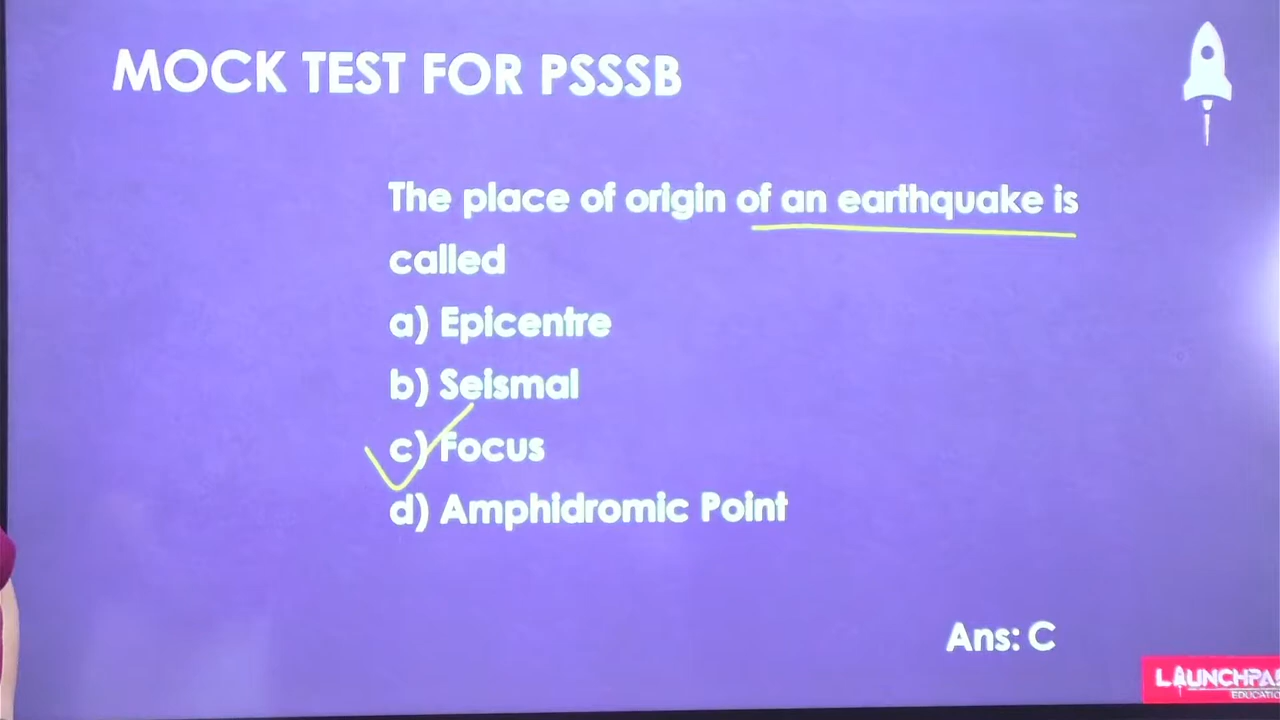 MOCK TEST FOR PSSSB
The place of origin of an earthquake is
called
a) Epicentre
b) Seismal
c) Focus
d) Amphidromic Point
Ans: C
EDUCATIO